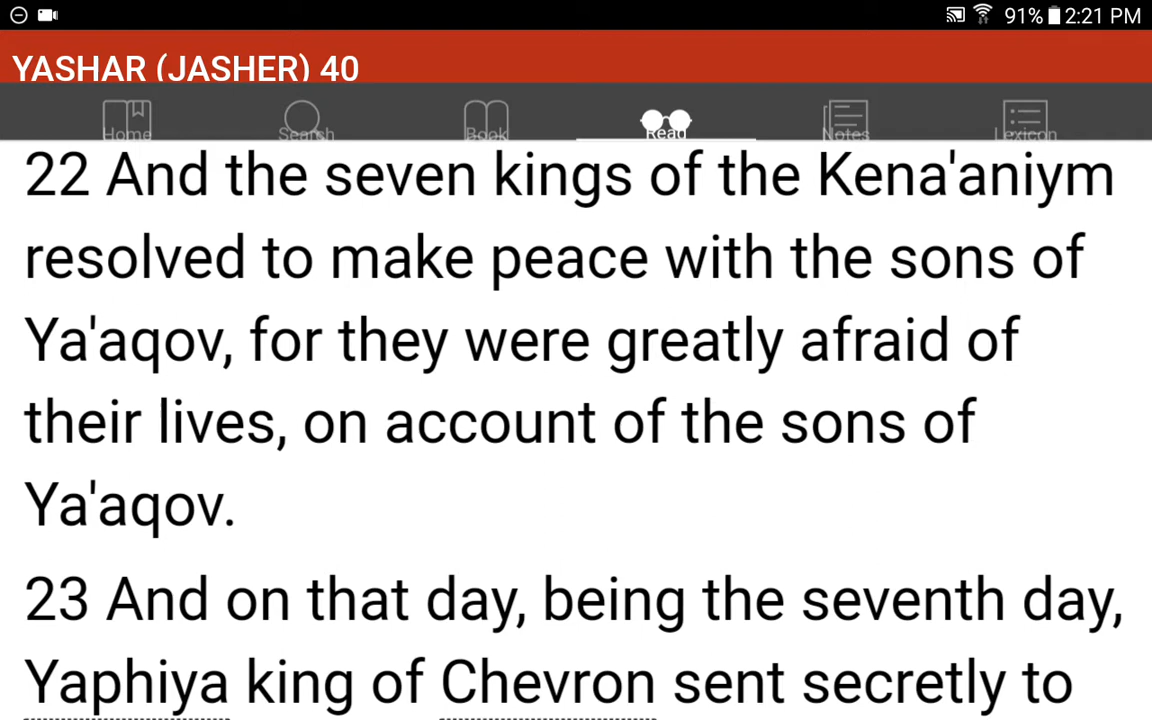 91% 2:21 PM
YASHAR (JASHER) 40
Home Search Book Read Notes Lexicon
22 And the seven kings of the Kena'aniym
resolved to make peace with the sons of
Ya'aqov, for they were greatly afraid of
their lives, on account of the sons of
Ya'aqov.
23 And on that day, being the seventh day,
Yaphiya king of Chevron sent secretly to